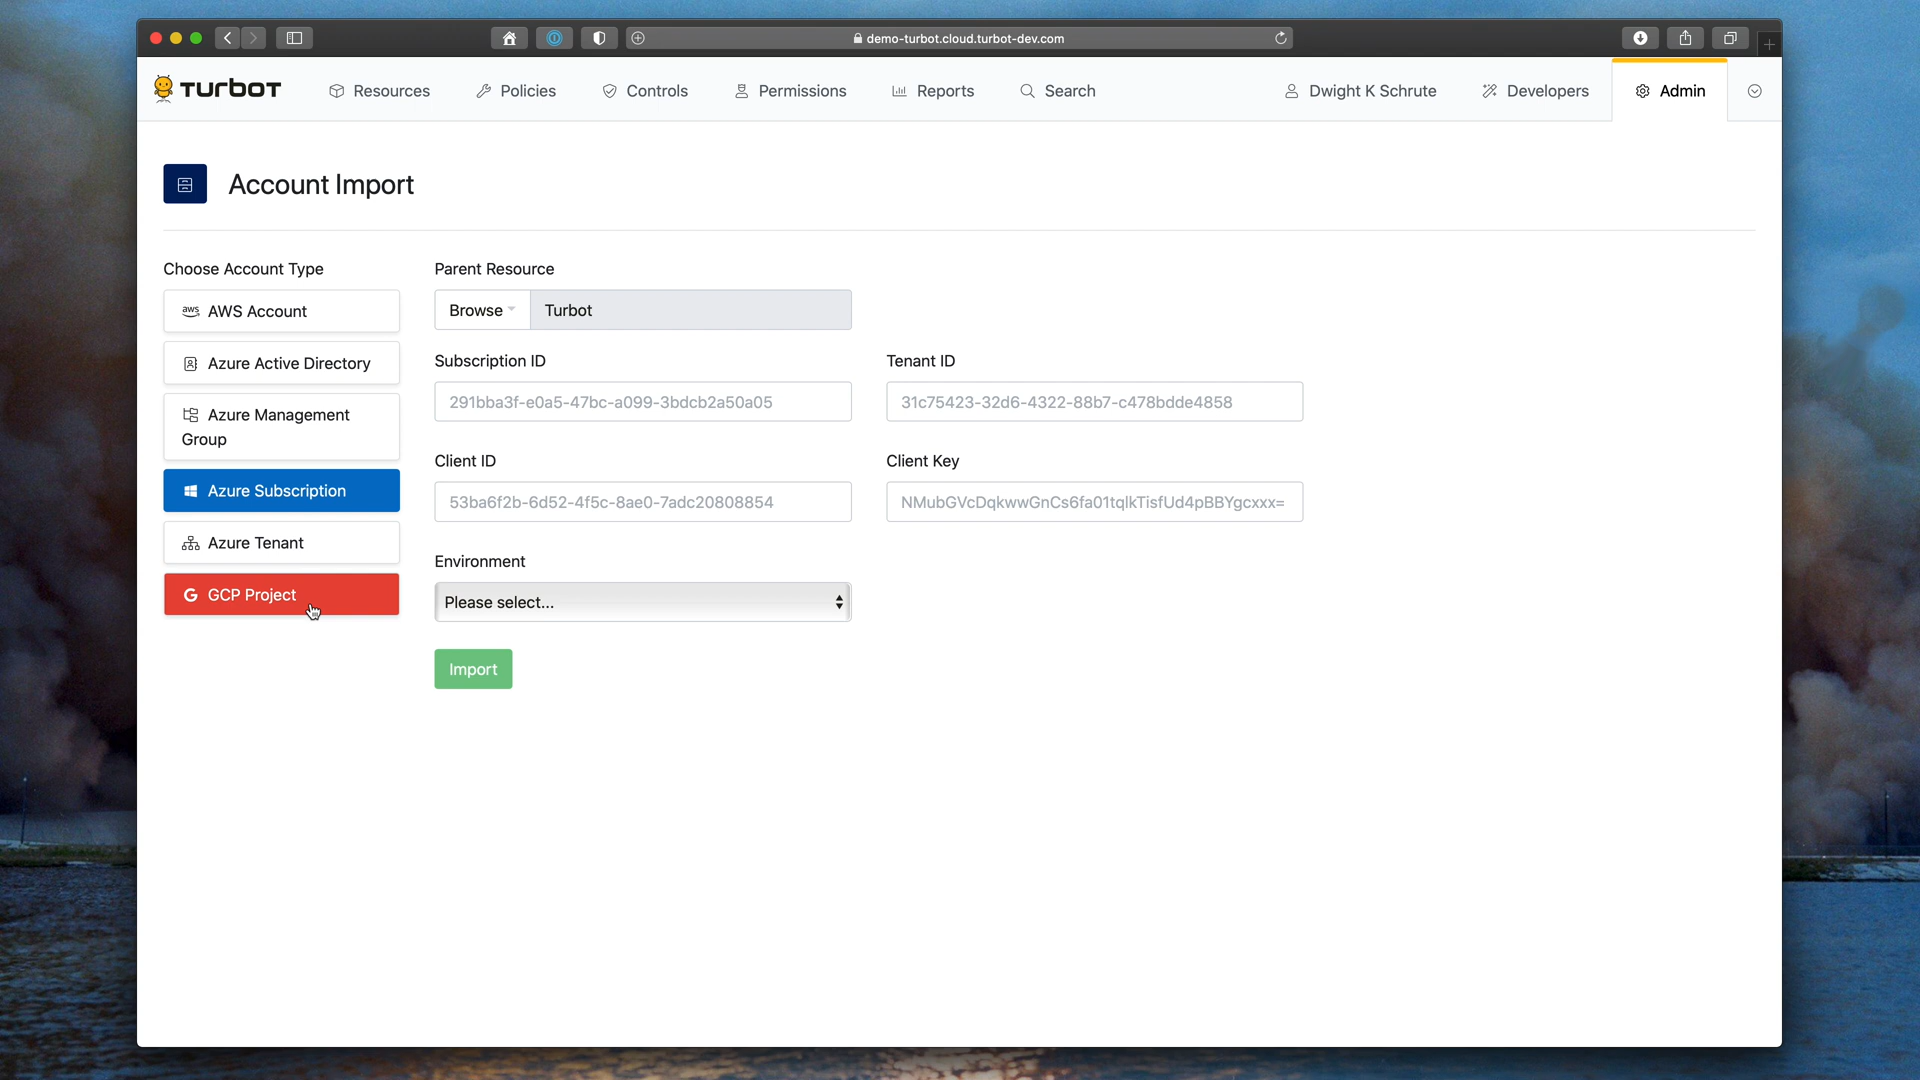 demo-turbot.cloud.turbot-dev.com
TURBOT
Resources
Policies
Controls
Permissions
Reports
Search
Dwight K Schrute
Developers
Admin
Account Import
Choose Account Type
Parent Resource
aws AWS Account
Browse
Turbot
Azure Active Directory
Subscription ID
Tenant ID
291bba3f-e0a5-47bc-a099-3bdcb2a50a05
31c75423-32d6-4322-88b7-c478bdde4858
Azure Management
Group
Client ID
Client Key
Azure Subscription
53ba6f2b-6d52-4f5c-8ae0-7adc20808854
NMubGVcDqkwwGnCs6fa01tqlkTisfUd4pBBYgcxxx=
Azure Tenant
Environment
G GCP Project
Please select...
Import